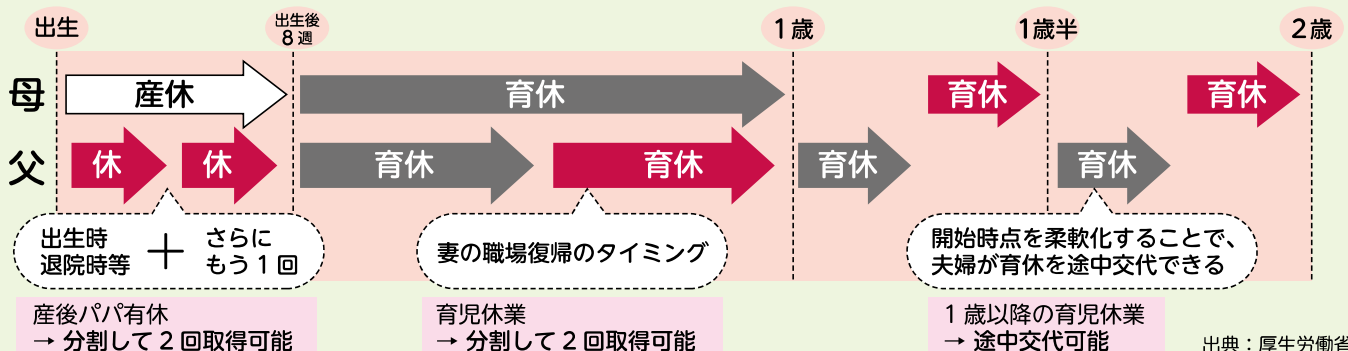 出生
出生後
8週
1歳
1歳半
2歳
母
産休
育休
育休
育休
父
休
休
育休
育休
育休
育休
出生時
退院時等
＋
さらに
もう1回
妻の職場復帰のタイミング
開始時点を柔軟化することで、
夫婦が育休を途中交代できる
産後パパ有休
→ 分割して2回取得可能
育児休業
→ 分割して2回取得可能
1歳以降の育児休業
→ 途中交代可能
出典：厚生労働省